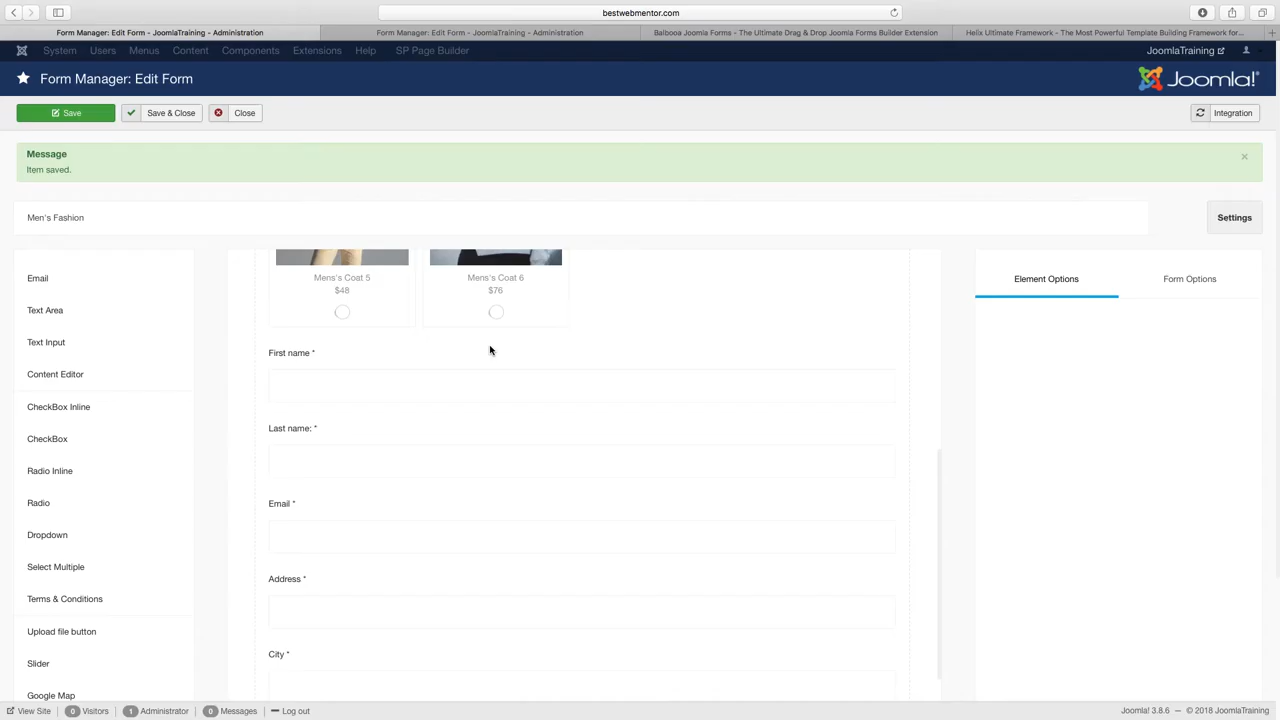 bestwebmentor.com
Form Manager: Edit Form - JoomlaTraining - Administration
Form Manager: Edit Form - JoomlaTraining - Administration
Balbooa Joomla Forms - The Ultimate Drag & Drop Joomla Forms Builder Extension
Helix Ultimate Framework - The Most Powerful Template Building Framework for...
System Users Menus Content Components Extensions Help SP Page Builder
JoomlaTraining
Form Manager: Edit Form
Joomla!®
Save
Save & Close
Close
Integration
Message
Item saved.
×
Men's Fashion
Settings
Email
Text Area
Text Input
Content Editor
CheckBox Inline
CheckBox
Radio Inline
Radio
Dropdown
Select Multiple
Terms & Conditions
Upload file button
Slider
Google Map
Mens's Coat 5
$48
Mens's Coat 6
$76
First name *
Last name: *
Email *
Address *
City *
Element Options
Form Options
View Site
0 Visitors
1 Administrator
0 Messages
Log out
Joomla! 3.8.6 — © 2018 JoomlaTraining